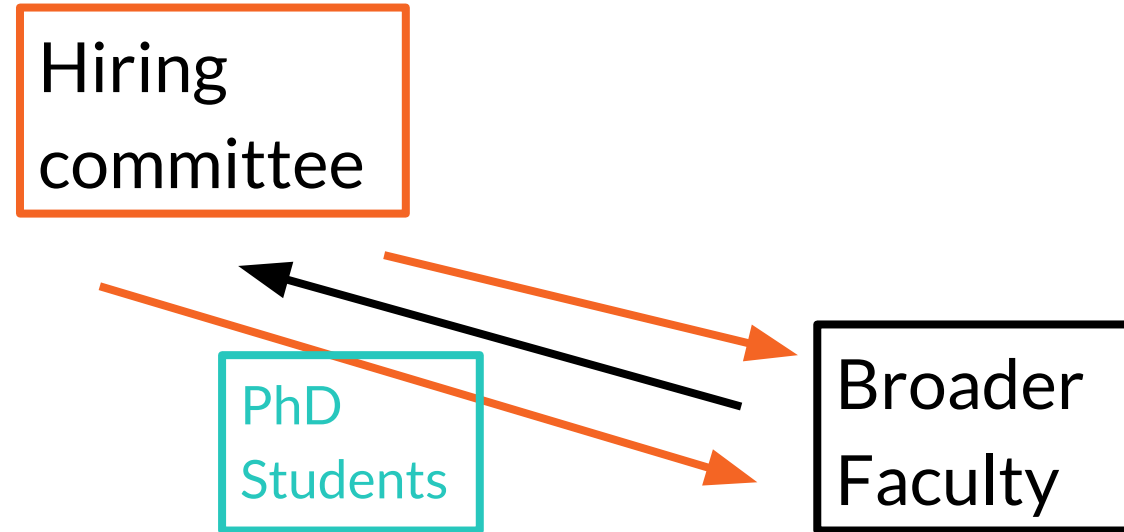 Hiring
committee
PhD
Students
Broader
Faculty